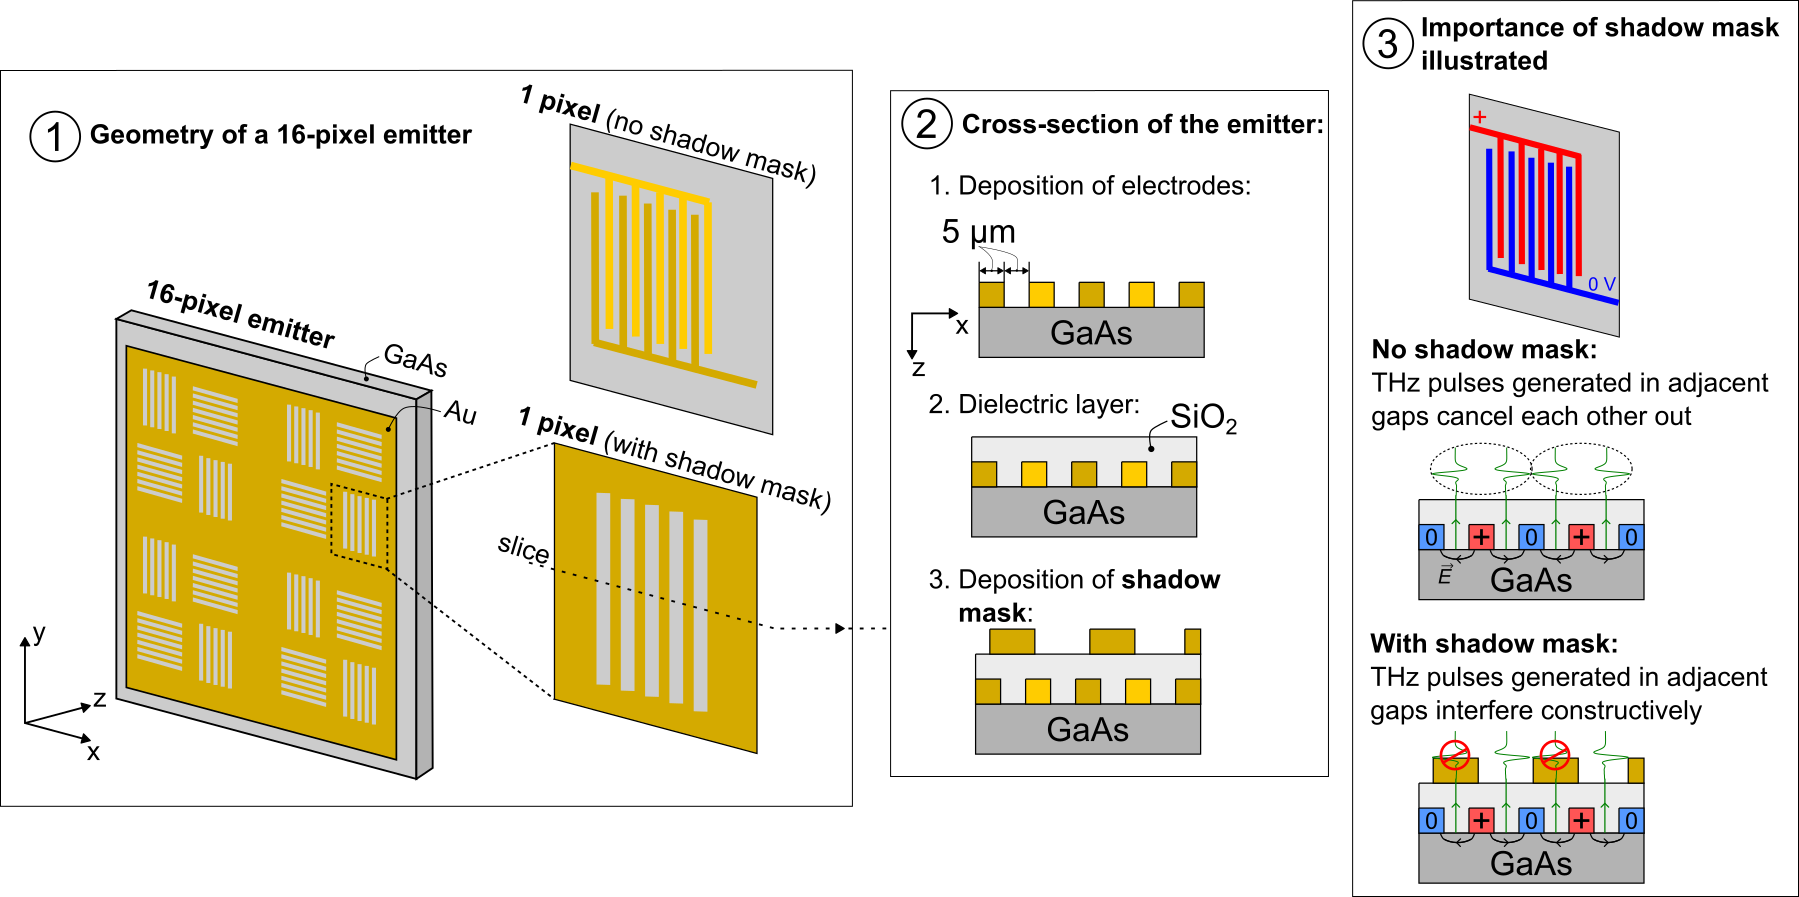 1
Geometry of a 16-pixel emitter
1 pixel (no shadow mask)
16-pixel emitter
GaAs
Au
1 pixel (with shadow mask)
slice
y
z
x
2
Cross-section of the emitter:
1. Deposition of electrodes:
5 µm
x
GaAs
z
2. Dielectric layer:
SiO₂
GaAs
3. Deposition of shadow
mask:
GaAs
3
Importance of shadow mask
illustrated
+
0 V
No shadow mask:
THz pulses generated in adjacent
gaps cancel each other out
0 + 0 + 0
E⃗
GaAs
With shadow mask:
THz pulses generated in adjacent
gaps interfere constructively
0 + 0 + 0
GaAs